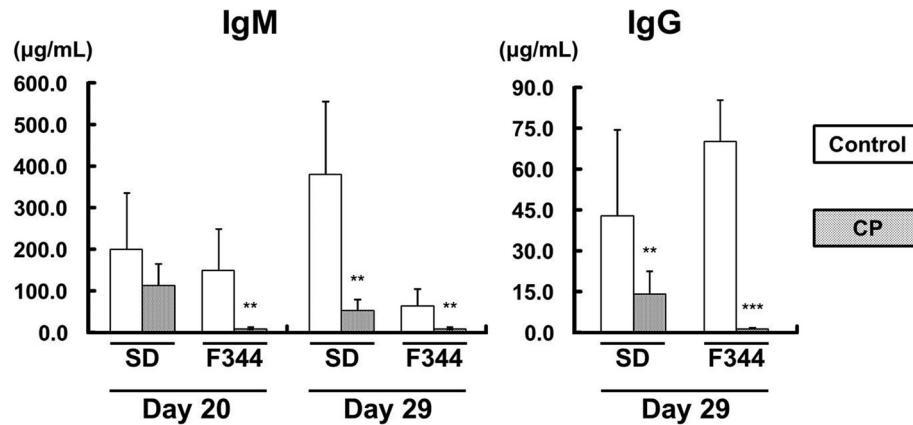 IgM
IgG
(μg/mL)
(μg/mL)
600.0
500.0
400.0
300.0
200.0
100.0
0.0
**
**
**
SD
F344
SD
F344
Day 20
Day 29
90.0
75.0
60.0
45.0
30.0
15.0
0.0
**
***
SD
F344
Day 29
Control
CP